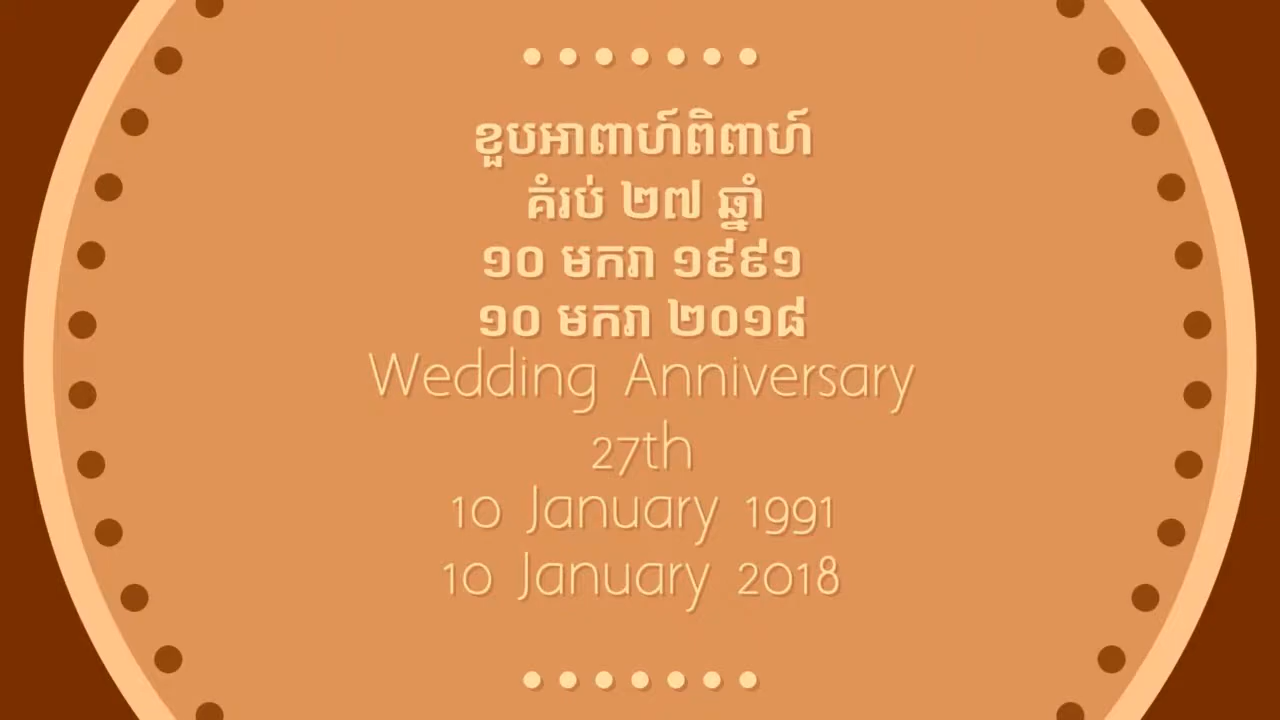 ខួបអាពាហ៍ពិពាហ៍
គំរប់ ២៧ ឆ្នាំ
១០ មករា ១៩៩១
១០ មករា ២០១៨
Wedding Anniversary
27th
10 January 1991
10 January 2018